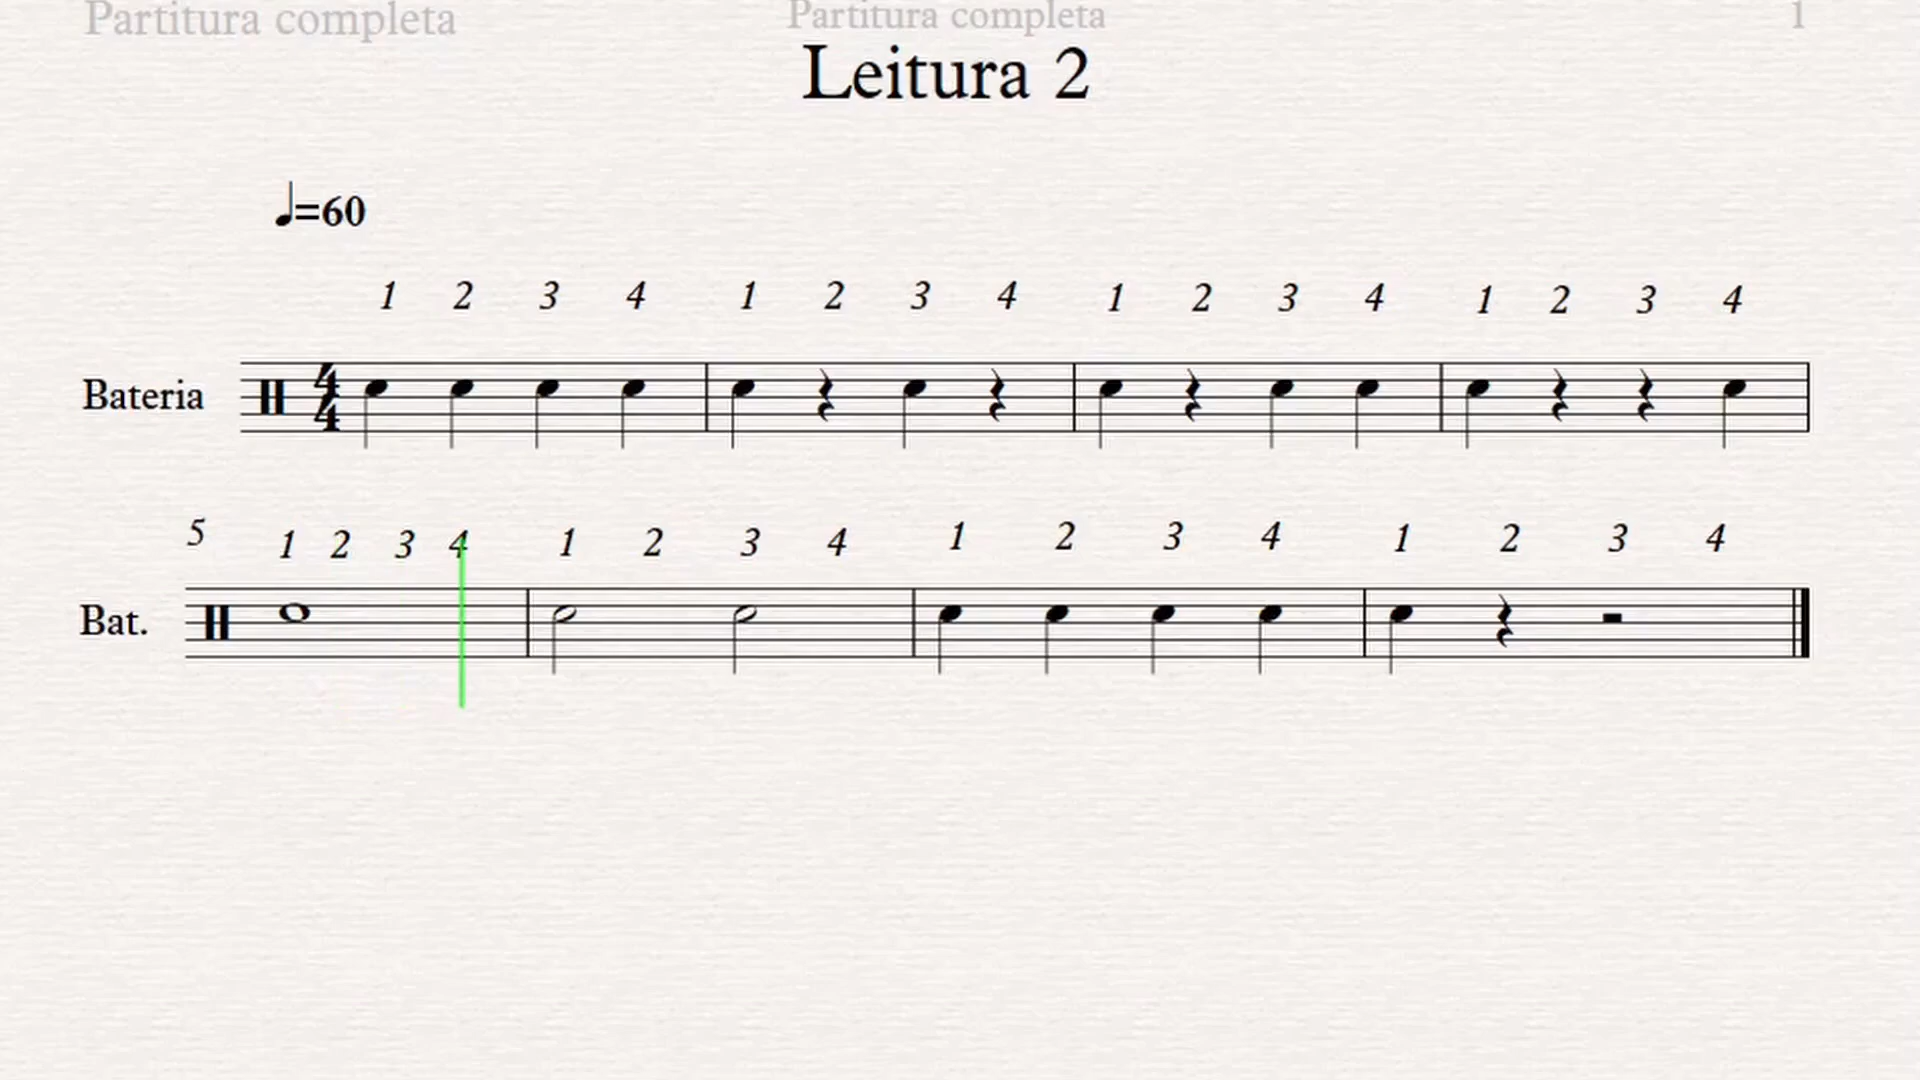 Partitura completa Partitura completa 1
Leitura 2
=60
1 2 3 4 1 2 3 4 1 2 3 4 1 2 3 4
Bateria 4/4
5 1 2 3 4 1 2 3 4 1 2 3 4 1 2 3 4
Bat.